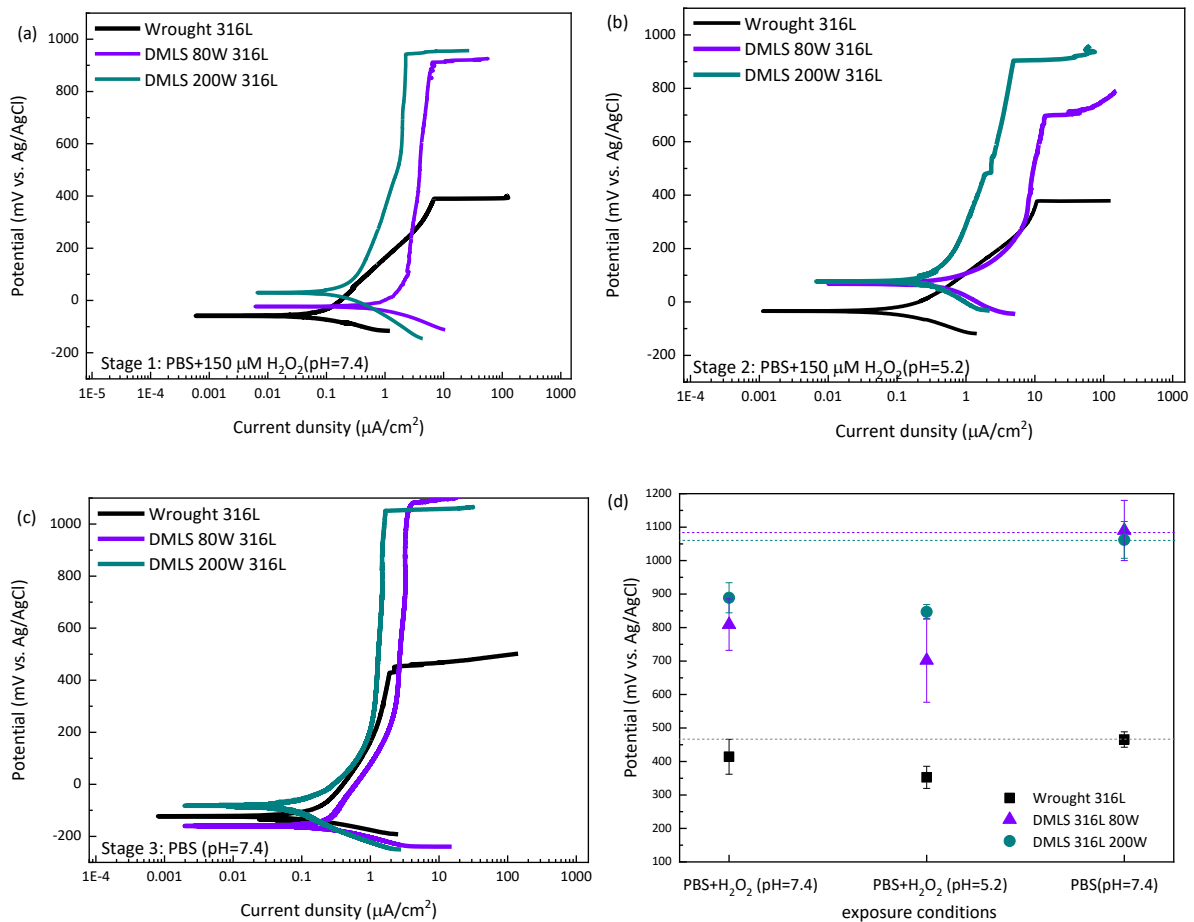 (a)
Wrought 316L
DMLS 80W 316L
DMLS 200W 316L
1000
800
600
400
200
0
-200
Potential (mV vs. Ag/AgCl)
Stage 1: PBS+150 μM H₂O₂(pH=7.4)
1E-5 1E-4 0.001 0.01 0.1 1 10 100 1000
Current dunsity (μA/cm²)
(b)
Wrought 316L
DMLS 80W 316L
DMLS 200W 316L
1000
800
600
400
200
0
-200
Potential (mV vs. Ag/AgCl)
Stage 2: PBS+150 μM H₂O₂(pH=5.2)
1E-4 0.001 0.01 0.1 1 10 100 1000
Current dunsity (μA/cm²)
(c)
Wrought 316L
DMLS 80W 316L
DMLS 200W 316L
1000
800
600
400
200
0
-200
Potential (mV vs. Ag/AgCl)
Stage 3: PBS (pH=7.4)
1E-4 0.001 0.01 0.1 1 10 100 1000
Current dunsity (μA/cm²)
(d)
1200
1100
1000
900
800
700
600
500
400
300
200
100
Potential (mV vs. Ag/AgCl)
Wrought 316L
DMLS 316L 80W
DMLS 316L 200W
PBS+H₂O₂ (pH=7.4) PBS+H₂O₂ (pH=5.2) PBS(pH=7.4)
exposure conditions